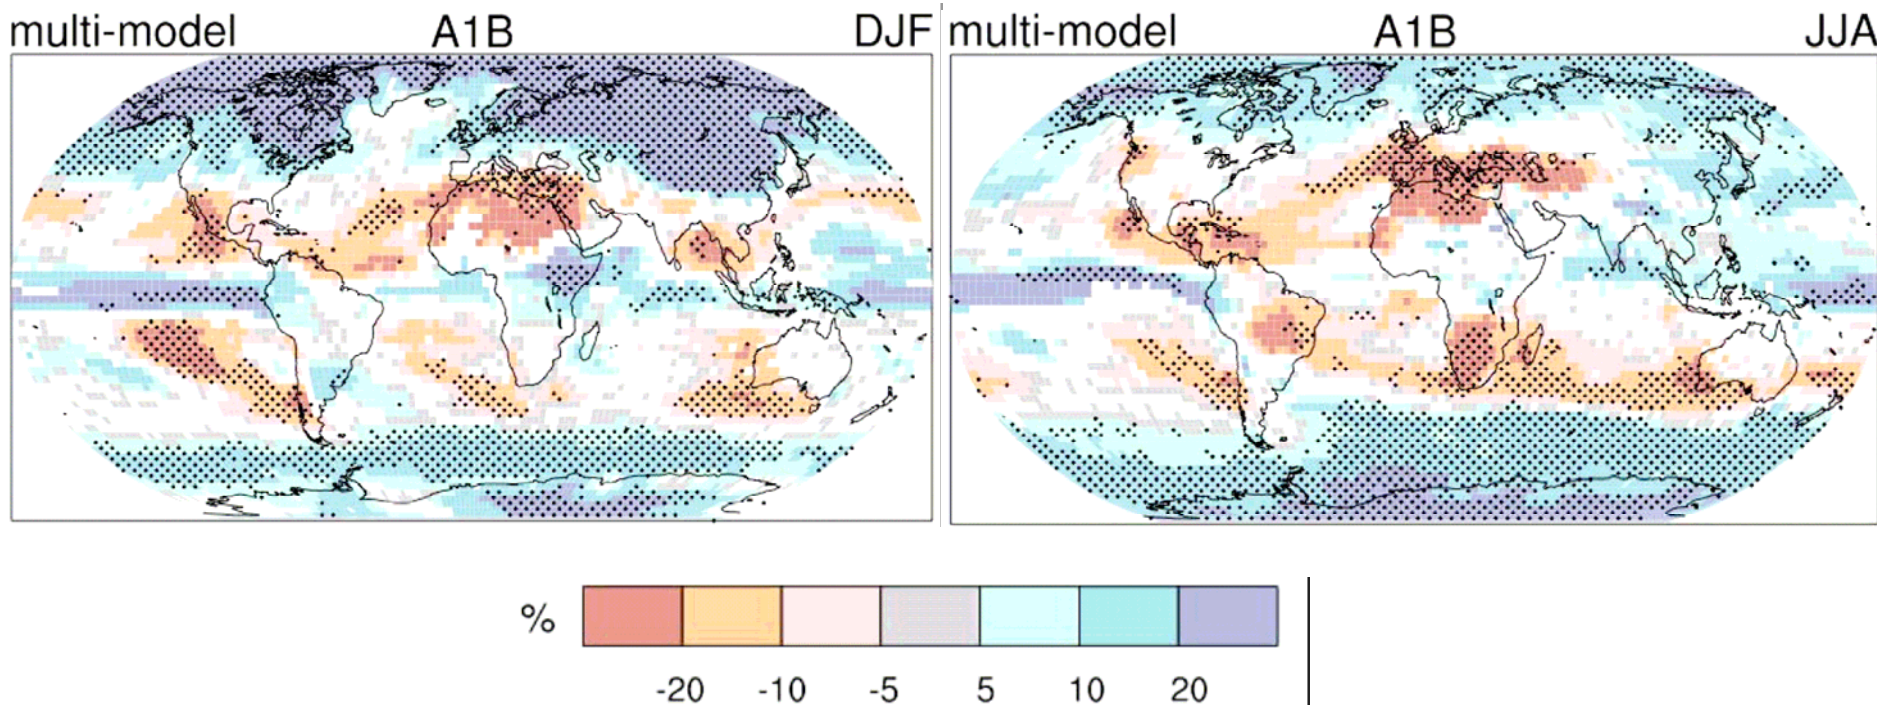 multi-model A1B DJF
multi-model A1B JJA
%
-20 -10 -5 5 10 20